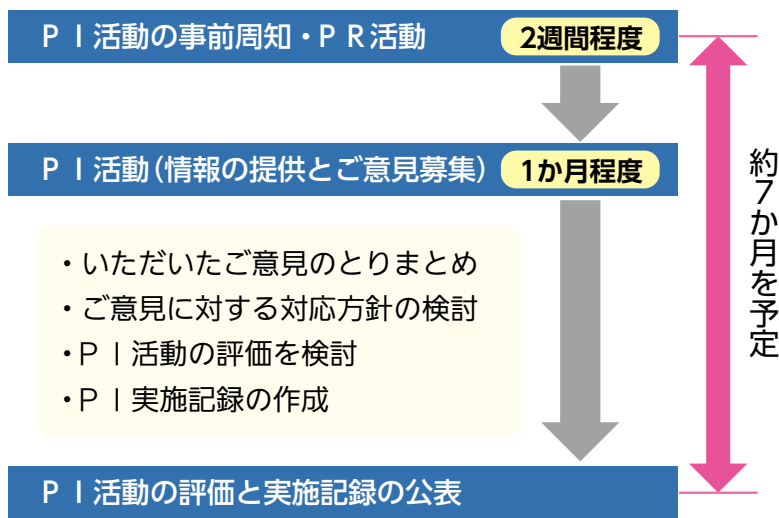 ＰＩ活動の事前周知・ＰＲ活動
2週間程度
ＰＩ活動（情報の提供とご意見募集）
1か月程度
・いただいたご意見のとりまとめ
・ご意見に対する対応方針の検討
・ＰＩ活動の評価を検討
・ＰＩ実施記録の作成
ＰＩ活動の評価と実施記録の公表
約７か月を予定